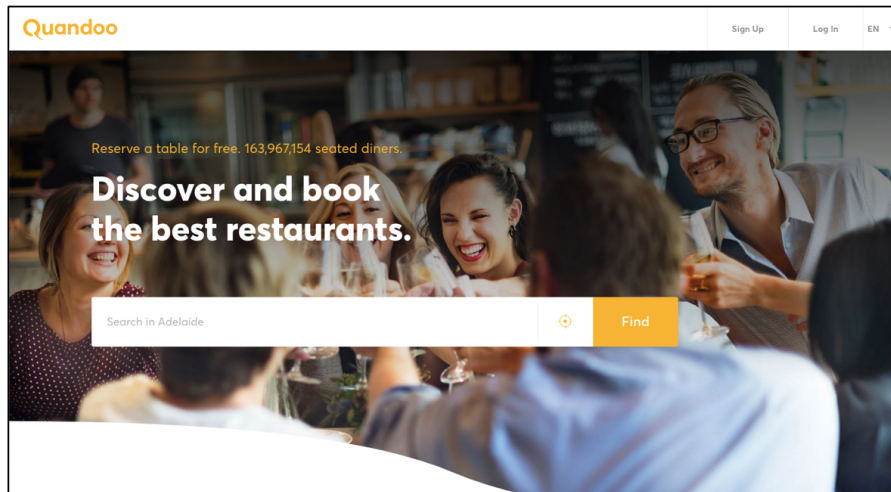 Quandoo
Sign Up
Log In
EN
Reserve a table for free. 163,967,154 seated diners.
Discover and book
the best restaurants.
Search in Adelaide
Find